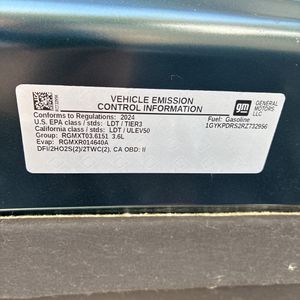 VEHICLE EMISSION
CONTROL INFORMATION
gm
GENERAL
MOTORS
LLC
Conforms to Regulations: 2024
Fuel: Gasoline
U.S. EPA class / stds: LDT / TIER3
1GYKPDRS2RZ732956
California class / stds: LDT / ULEV50
Group: RGMXT03.6151 3.6L
Evap: RGMXR014640A
DFI/2HO2S(2)/2TWC(2), CA OBD: II